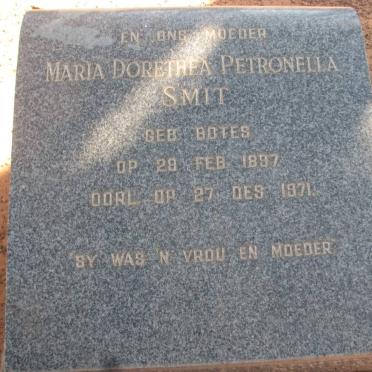 EN ONS MOEDER
MARIA DORETHEA PETRONELLA
SMIT
GEB BOTES
OP 29 FEB 1897
OORL. OP 27 DES 1971.
"SY WAS 'N VROU EN MOEDER"